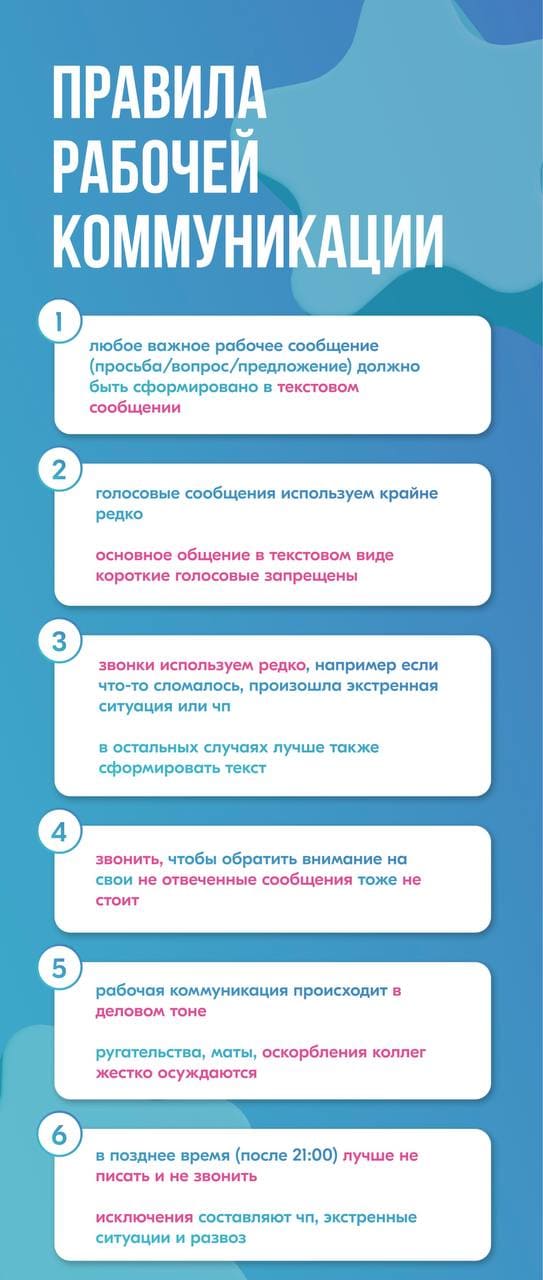 ПРАВИЛА
РАБОЧЕЙ
КОММУНИКАЦИИ
1
любое важное рабочее сообщение
(просьба/вопрос/предложение) должно
быть сформировано в текстовом
сообщении
2
голосовые сообщения используем крайне
редко
основное общение в текстовом виде
короткие голосовые запрещены
3
звонки используем редко, например если
что-то сломалось, произошла экстренная
ситуация или чп
в остальных случаях лучше также
сформировать текст
4
звонить, чтобы обратить внимание на
свои не отвеченные сообщения тоже не
стоит
5
рабочая коммуникация происходит в
деловом тоне
ругательства, маты, оскорбления коллег
жестко осуждаются
6
в позднее время (после 21:00) лучше не
писать и не звонить
исключения составляют чп, экстренные
ситуации и развоз